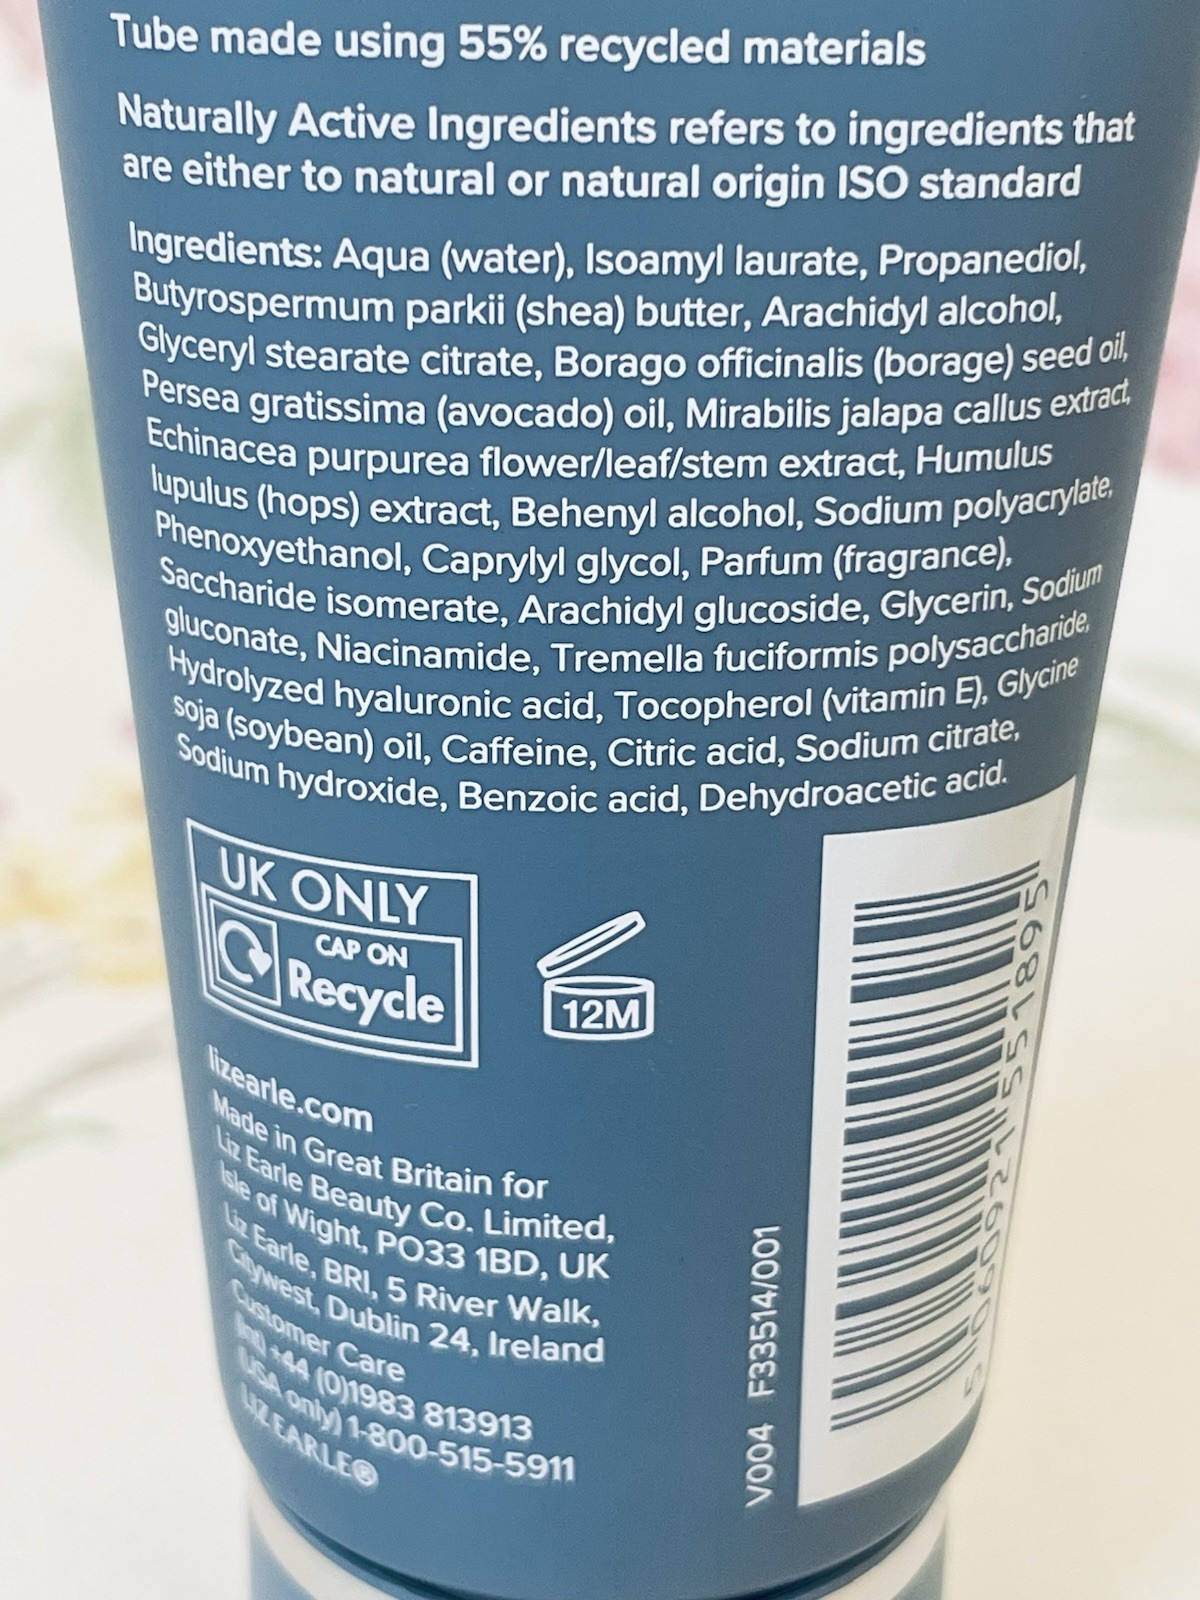 Tube made using 55% recycled materials
Naturally Active Ingredients refers to ingredients that
are either to natural or natural origin ISO standard
Ingredients: Aqua (water), Isoamyl laurate, Propanediol,
Butyrospermum parkii (shea) butter, Arachidyl alcohol,
Glyceryl stearate citrate, Borago officinalis (borage) seed oil,
Persea gratissima (avocado) oil, Mirabilis jalapa callus extract,
Echinacea purpurea flower/leaf/stem extract, Humulus
lupulus (hops) extract, Behenyl alcohol, Sodium polyacrylate,
Phenoxyethanol, Caprylyl glycol, Parfum (fragrance),
Saccharide isomerate, Arachidyl glucoside, Glycerin, Sodium
gluconate, Niacinamide, Tremella fuciformis polysaccharide,
Hydrolyzed hyaluronic acid, Tocopherol (vitamin E), Glycine
soja (soybean) oil, Caffeine, Citric acid, Sodium citrate,
Sodium hydroxide, Benzoic acid, Dehydroacetic acid.
UK ONLY
CAP ON
Recycle
12M
lizearle.com
Made in Great Britain for
Liz Earle Beauty Co. Limited,
Isle of Wight, PO33 1BD, UK
Liz Earle, BRI, 5 River Walk,
Citywest, Dublin 24, Ireland
Customer Care
(Int) +44 (0)1983 813913
(USA only) 1-800-515-5911
LIZ EARLE®
V004 F33514/001
5 060921 551895